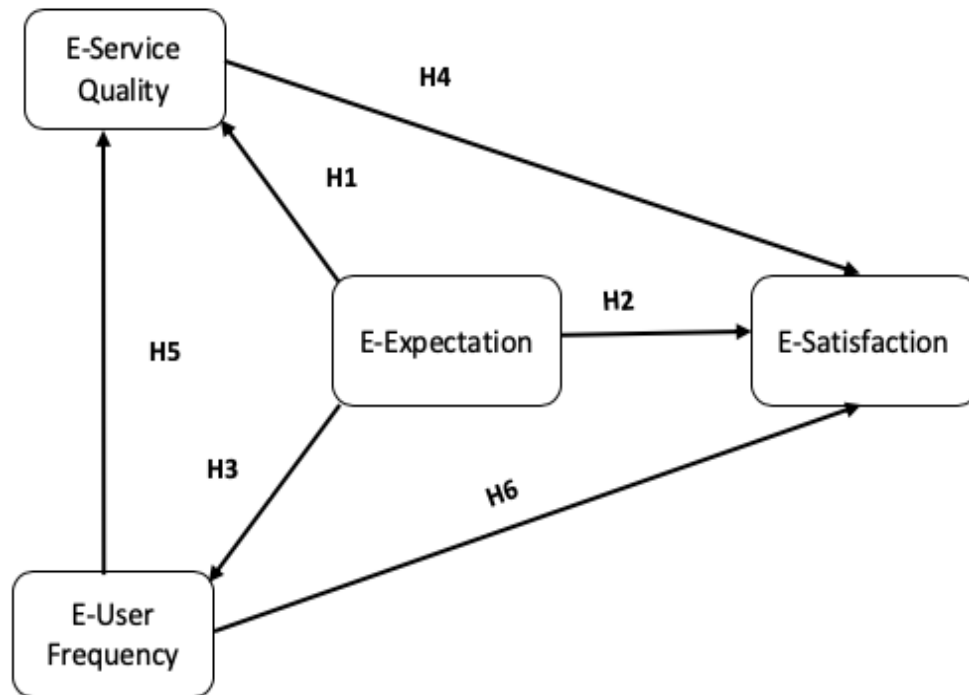 E-Service
Quality
H4
H1
H2
E-Expectation
E-Satisfaction
H5
H3
H6
E-User
Frequency